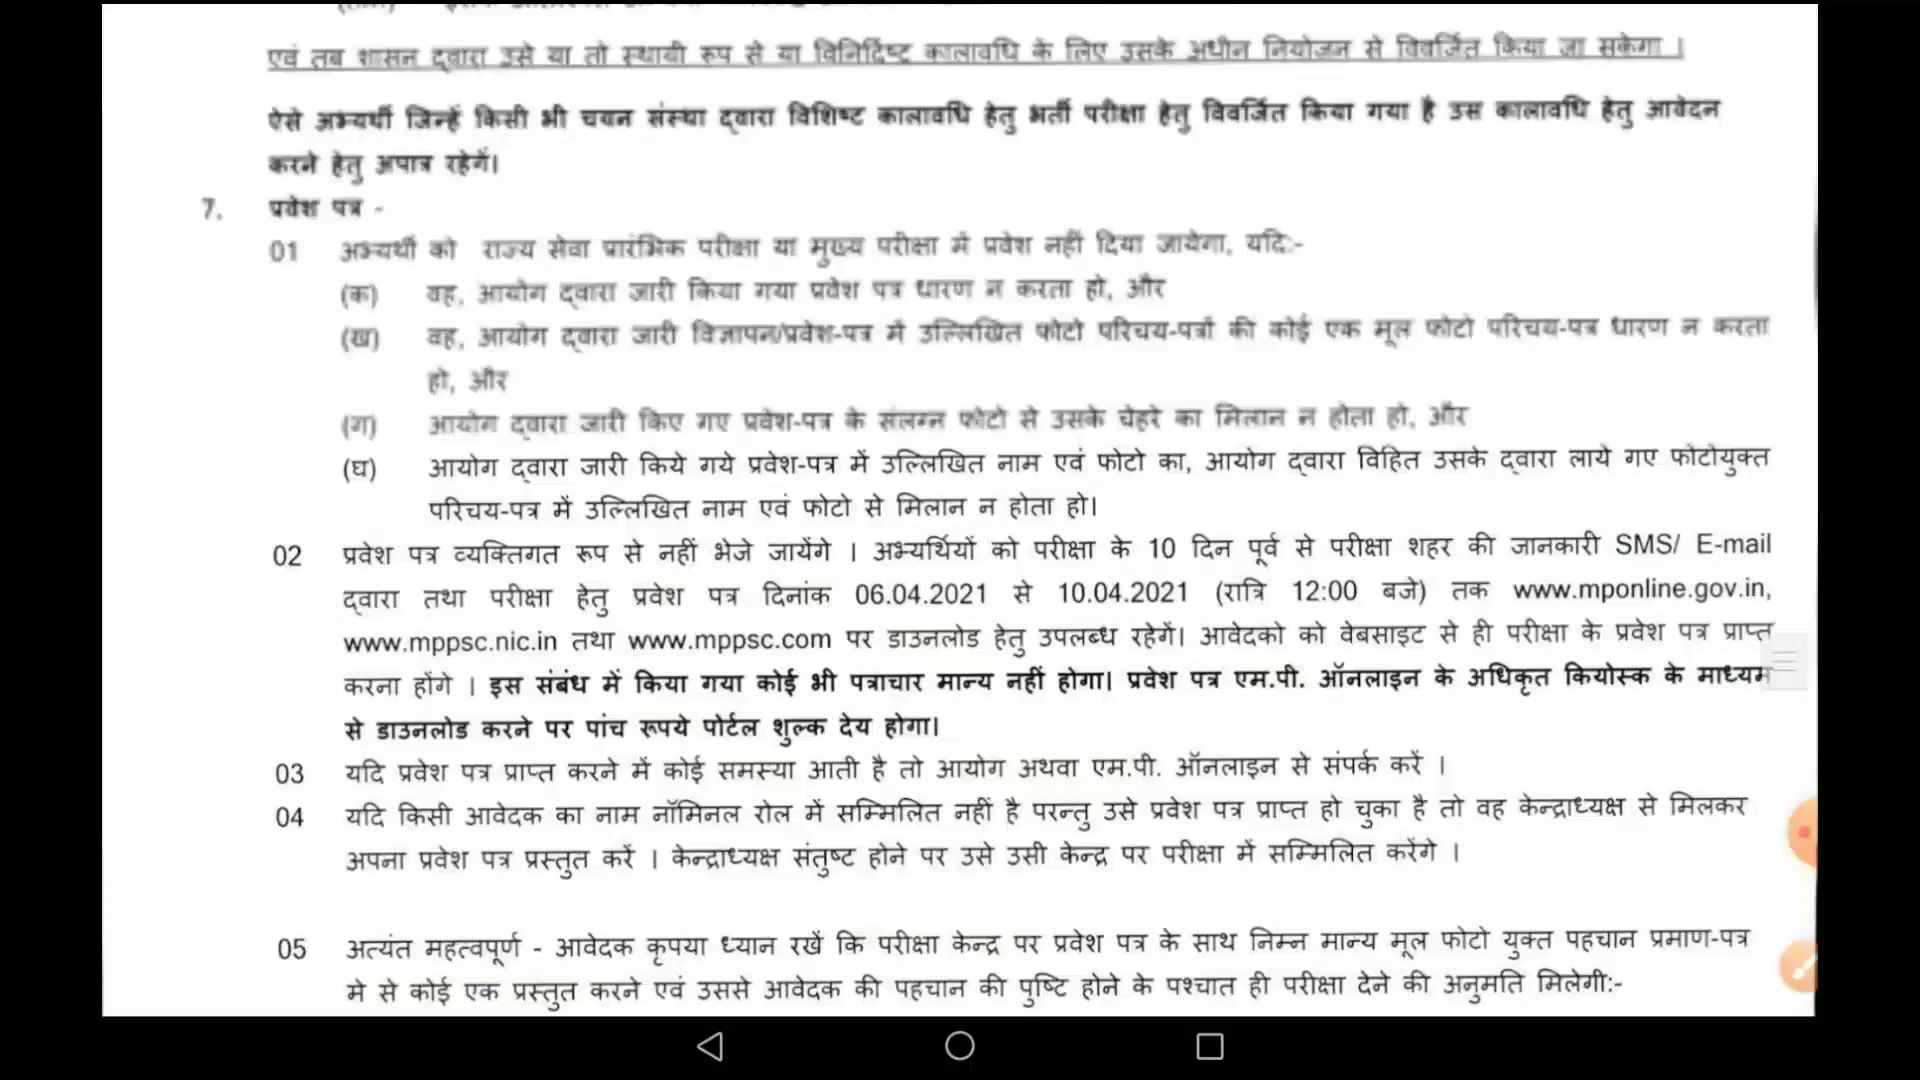 एवं तब शासन द्वारा उसे या तो स्थायी रूप से या विनिर्दिष्ट कालावधि के लिए उसके अधीन नियोजन से विवर्जित किया जा सकेगा ।
ऐसे अभ्यर्थी जिन्हें किसी भी चयन संस्था द्वारा विशिष्ट कालावधि हेतु भर्ती परीक्षा हेतु विवर्जित किया गया है उस कालावधि हेतु आवेदन
करने हेतु अपात्र रहेगें।
7. प्रवेश पत्र -
01 अभ्यर्थी को राज्य सेवा प्रारंभिक परीक्षा या मुख्य परीक्षा में प्रवेश नहीं दिया जायेगा, यदि:-
(क) वह, आयोग द्वारा जारी किया गया प्रवेश पत्र धारण न करता हो, और
(ख) वह, आयोग द्वारा जारी विज्ञापन/प्रवेश-पत्र में उल्लिखित फोटो परिचय-पत्रों की कोई एक मूल फोटो परिचय-पत्र धारण न करता
हो, और
(ग) आयोग द्वारा जारी किए गए प्रवेश-पत्र के संलग्न फोटो से उसके चेहरे का मिलान न होता हो, और
(घ) आयोग द्वारा जारी किये गये प्रवेश-पत्र में उल्लिखित नाम एवं फोटो का, आयोग द्वारा विहित उसके द्वारा लाये गए फोटोयुक्त
परिचय-पत्र में उल्लिखित नाम एवं फोटो से मिलान न होता हो।
02 प्रवेश पत्र व्यक्तिगत रूप से नहीं भेजे जायेंगे । अभ्यर्थियों को परीक्षा के 10 दिन पूर्व से परीक्षा शहर की जानकारी SMS/ E-mail
द्वारा तथा परीक्षा हेतु प्रवेश पत्र दिनांक 06.04.2021 से 10.04.2021 (रात्रि 12:00 बजे) तक www.mponline.gov.in,
www.mppsc.nic.in तथा www.mppsc.com पर डाउनलोड हेतु उपलब्ध रहेगें। आवेदको को वेबसाइट से ही परीक्षा के प्रवेश पत्र प्राप्त
करना होंगे । इस संबंध में किया गया कोई भी पत्राचार मान्य नहीं होगा। प्रवेश पत्र एम.पी. ऑनलाइन के अधिकृत कियोस्क के माध्यम
से डाउनलोड करने पर पांच रूपये पोर्टल शुल्क देय होगा।
03 यदि प्रवेश पत्र प्राप्त करने में कोई समस्या आती है तो आयोग अथवा एम.पी. ऑनलाइन से संपर्क करें ।
04 यदि किसी आवेदक का नाम नॉमिनल रोल में सम्मिलित नहीं है परन्तु उसे प्रवेश पत्र प्राप्त हो चुका है तो वह केन्द्राध्यक्ष से मिलकर
अपना प्रवेश पत्र प्रस्तुत करें । केन्द्राध्यक्ष संतुष्ट होने पर उसे उसी केन्द्र पर परीक्षा में सम्मिलित करेंगे ।
05 अत्यंत महत्वपूर्ण - आवेदक कृपया ध्यान रखें कि परीक्षा केन्द्र पर प्रवेश पत्र के साथ निम्न मान्य मूल फोटो युक्त पहचान प्रमाण-पत्र
मे से कोई एक प्रस्तुत करने एवं उससे आवेदक की पहचान की पुष्टि होने के पश्चात ही परीक्षा देने की अनुमति मिलेगी:-